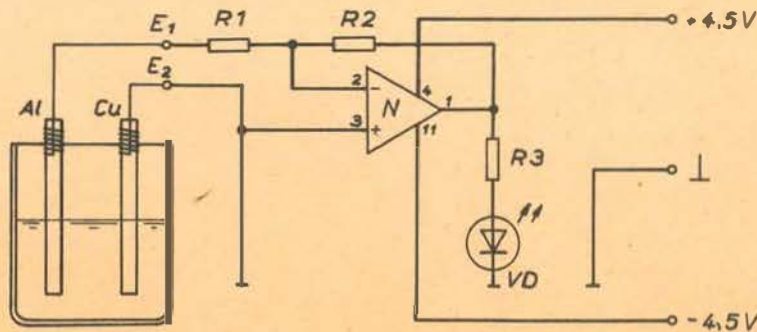 E1 R1 R2 + 4,5V
E2
Al Cu
2 - 4
N 1
3 + 11
R3
⊥
VD
- 4,5V